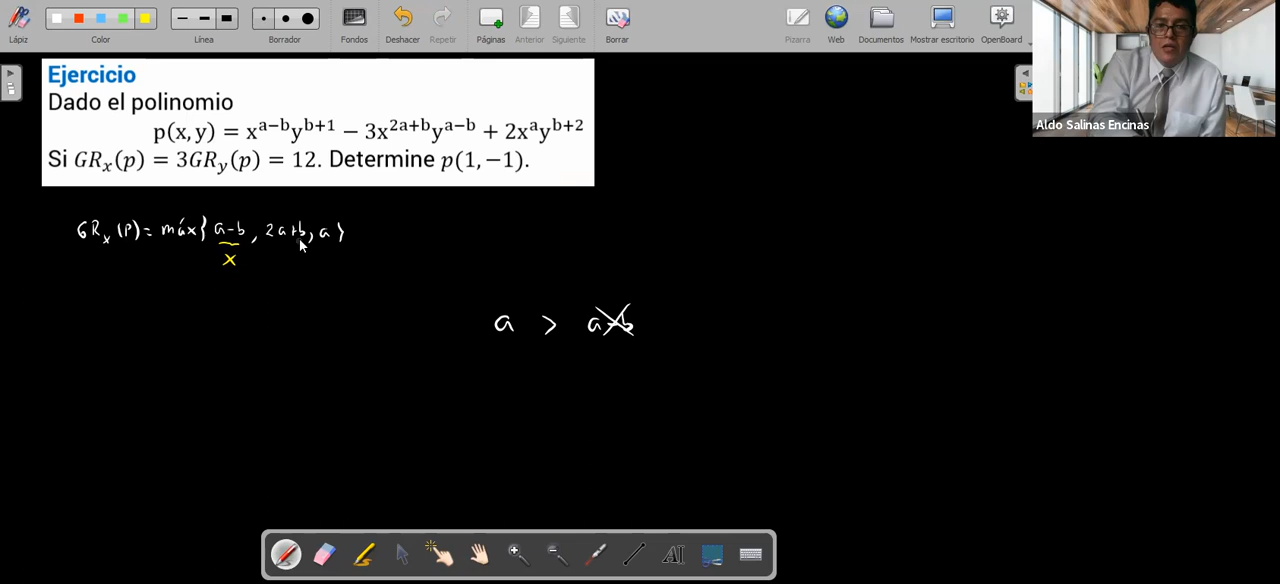 Lápiz Color Línea Borrador Fondos Deshacer Repetir Páginas Anterior Siguiente Borrar Pizarra Web Documentos Mostrar escritorio OpenBoard
Aldo Salinas Encinas
Ejercicio
Dado el polinomio
p(x, y) = x^{a−b}y^{b+1} − 3x^{2a+b}y^{a−b} + 2x^{a}y^{b+2}
Si GR_x(p) = 3GR_y(p) = 12. Determine p(1, −1).
GR_x(p) = máx{ a-b , 2a+b, a }
x
a > a-b
AI